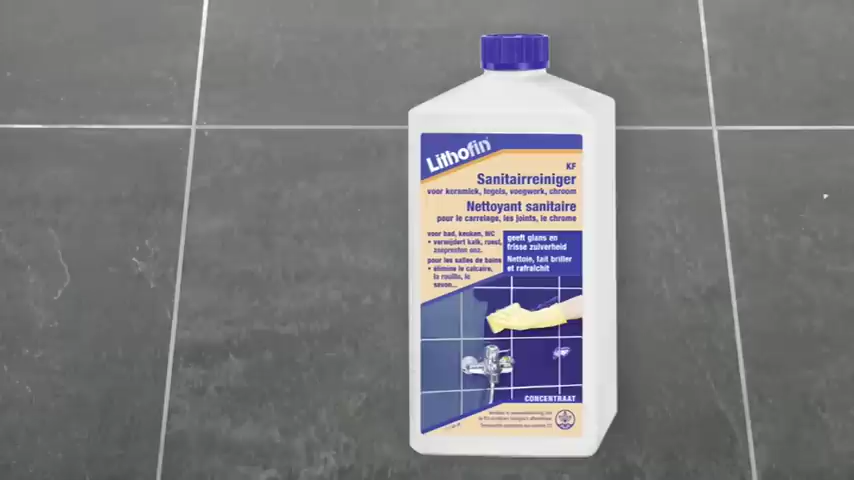 Lithofin
KF
Sanitairreiniger
voor keramiek, tegels, voegwerk, chroom
Nettoyant sanitaire
pour le carrelage, les joints, le chrome
voor bad, keuken, WC
• verwijdert kalk, roest,
zeepresten enz.
pour les salles de bains
• élimine le calcaire,
la rouille, le
savon...
geeft glans en
frisse zuiverheid
Nettoie, fait briller
et rafraîchit
CONCENTRAAT